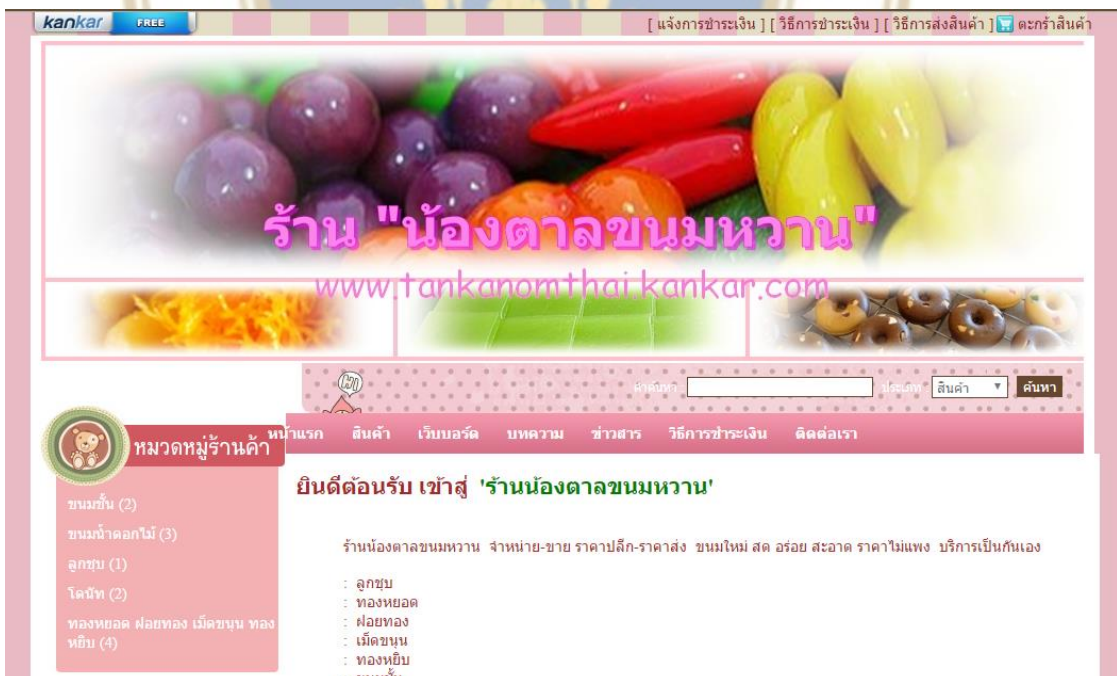 kankar FREE
[ แจ้งการชำระเงิน ] [ วิธีการชำระเงิน ] [ วิธีการส่งสินค้า ] ตะกร้าสินค้า
ร้าน "น้องตาลขนมหวาน"
www.tankanomthai.kankar.com
คำค้นหา : ประเภท สินค้า ค้นหา
หมวดหมู่ร้านค้า
หน้าแรก สินค้า เว็บบอร์ด บทความ ข่าวสาร วิธีการชำระเงิน ติดต่อเรา
ขนมชั้น (2)
ขนมน้ำดอกไม้ (3)
ลูกชุบ (1)
โดนัท (2)
ทองหยอด ฝอยทอง เม็ดขนุน ทอง
หยิบ (4)
ยินดีต้อนรับ เข้าสู่ 'ร้านน้องตาลขนมหวาน'
ร้านน้องตาลขนมหวาน จำหน่าย-ขาย ราคาปลีก-ราคาส่ง ขนมใหม่ สด อร่อย สะอาด ราคาไม่แพง บริการเป็นกันเอง
: ลูกชุบ
: ทองหยอด
: ฝอยทอง
: เม็ดขนุน
: ทองหยิบ